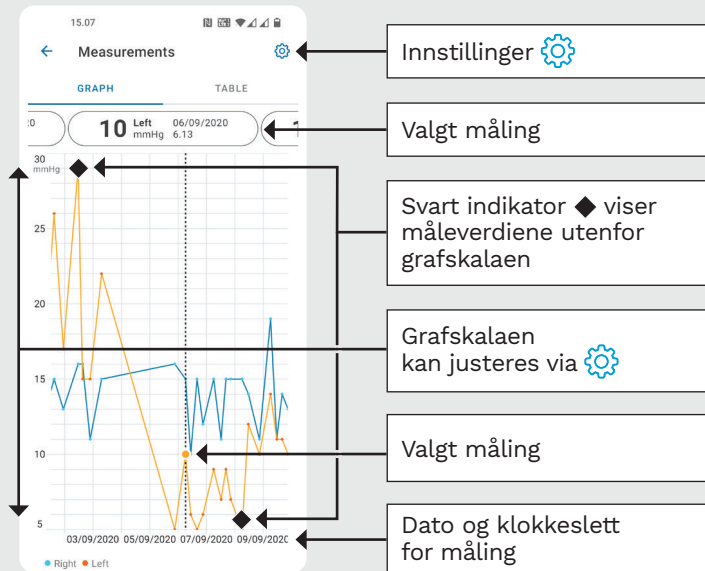 15.07
Measurements
GRAPH
TABLE
20
10 Left mmHg 06/09/2020 6.13
1
30
mmHg
25
20
15
10
5
03/09/2020 05/09/2020 07/09/2020 09/09/2020
Right Left
Innstillinger
Valgt måling
Svart indikator ◆ viser
måleverdiene utenfor
grafskalaen
Grafskalaen
kan justeres via
Valgt måling
Dato og klokkeslett
for måling